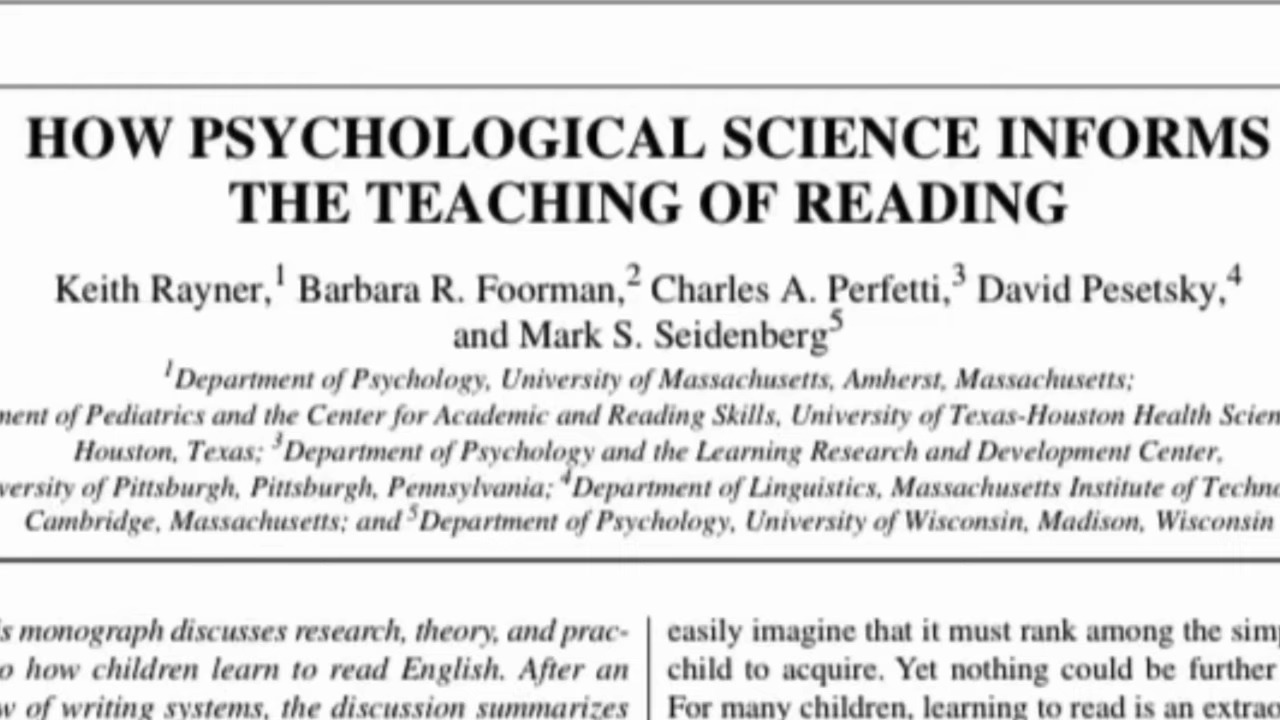 HOW PSYCHOLOGICAL SCIENCE INFORMS
THE TEACHING OF READING
Keith Rayner,1 Barbara R. Foorman,2 Charles A. Perfetti,3 David Pesetsky,4
and Mark S. Seidenberg5
1Department of Psychology, University of Massachusetts, Amherst, Massachusetts;
of Pediatrics and the Center for Academic and Reading Skills, University of Texas-Houston Health
Houston, Texas; 3Department of Psychology and the Learning Research and Development Center,
of Pittsburgh, Pittsburgh, Pennsylvania; 4Department of Linguistics, Massachusetts Institute of
Cambridge, Massachusetts; and 5Department of Psychology, University of Wisconsin, Madison, Wisconsin
monograph discusses research, theory, and prac-
how children learn to read English. After an
of writing systems, the discussion summarizes
easily imagine that it must rank among the
child to acquire. Yet nothing could be further
For many children, learning to read is an